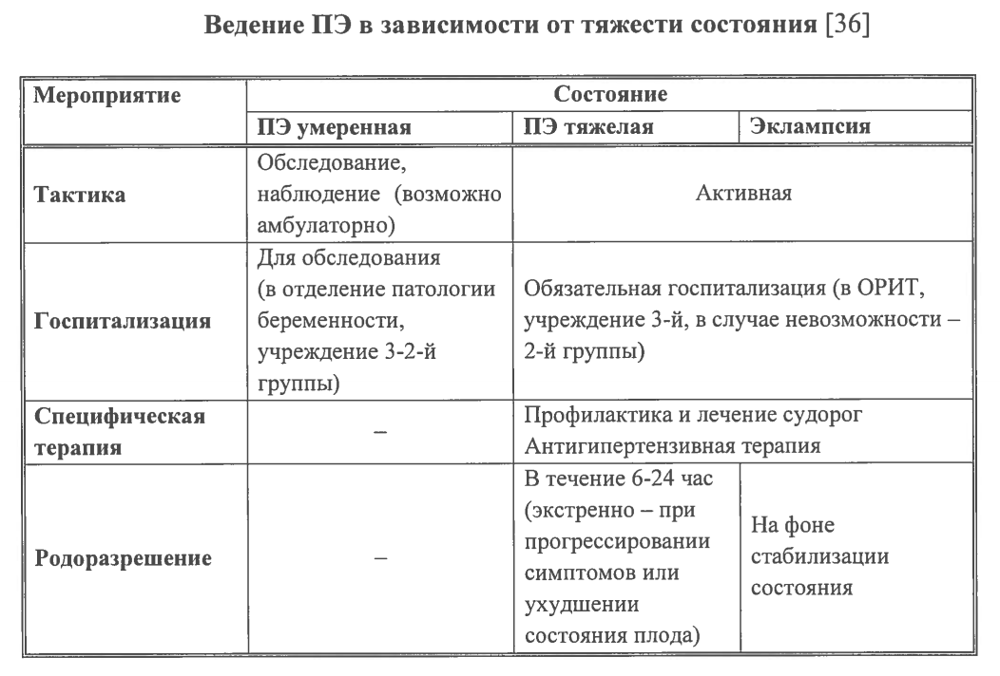 Ведение ПЭ в зависимости от тяжести состояния [36]
Мероприятие
Состояние
ПЭ умеренная
ПЭ тяжелая
Эклампсия
Тактика
Обследование,
наблюдение (возможно
амбулаторно)
Активная
Госпитализация
Для обследования
(в отделение патологии
беременности,
учреждение 3-2-й
группы)
Обязательная госпитализация (в ОРИТ,
учреждение 3-й, в случае невозможности –
2-й группы)
Специфическая
терапия
–
Профилактика и лечение судорог
Антигипертензивная терапия
Родоразрешение
–
В течение 6-24 час
(экстренно – при
прогрессировании
симптомов или
ухудшении
состояния плода)
На фоне
стабилизации
состояния